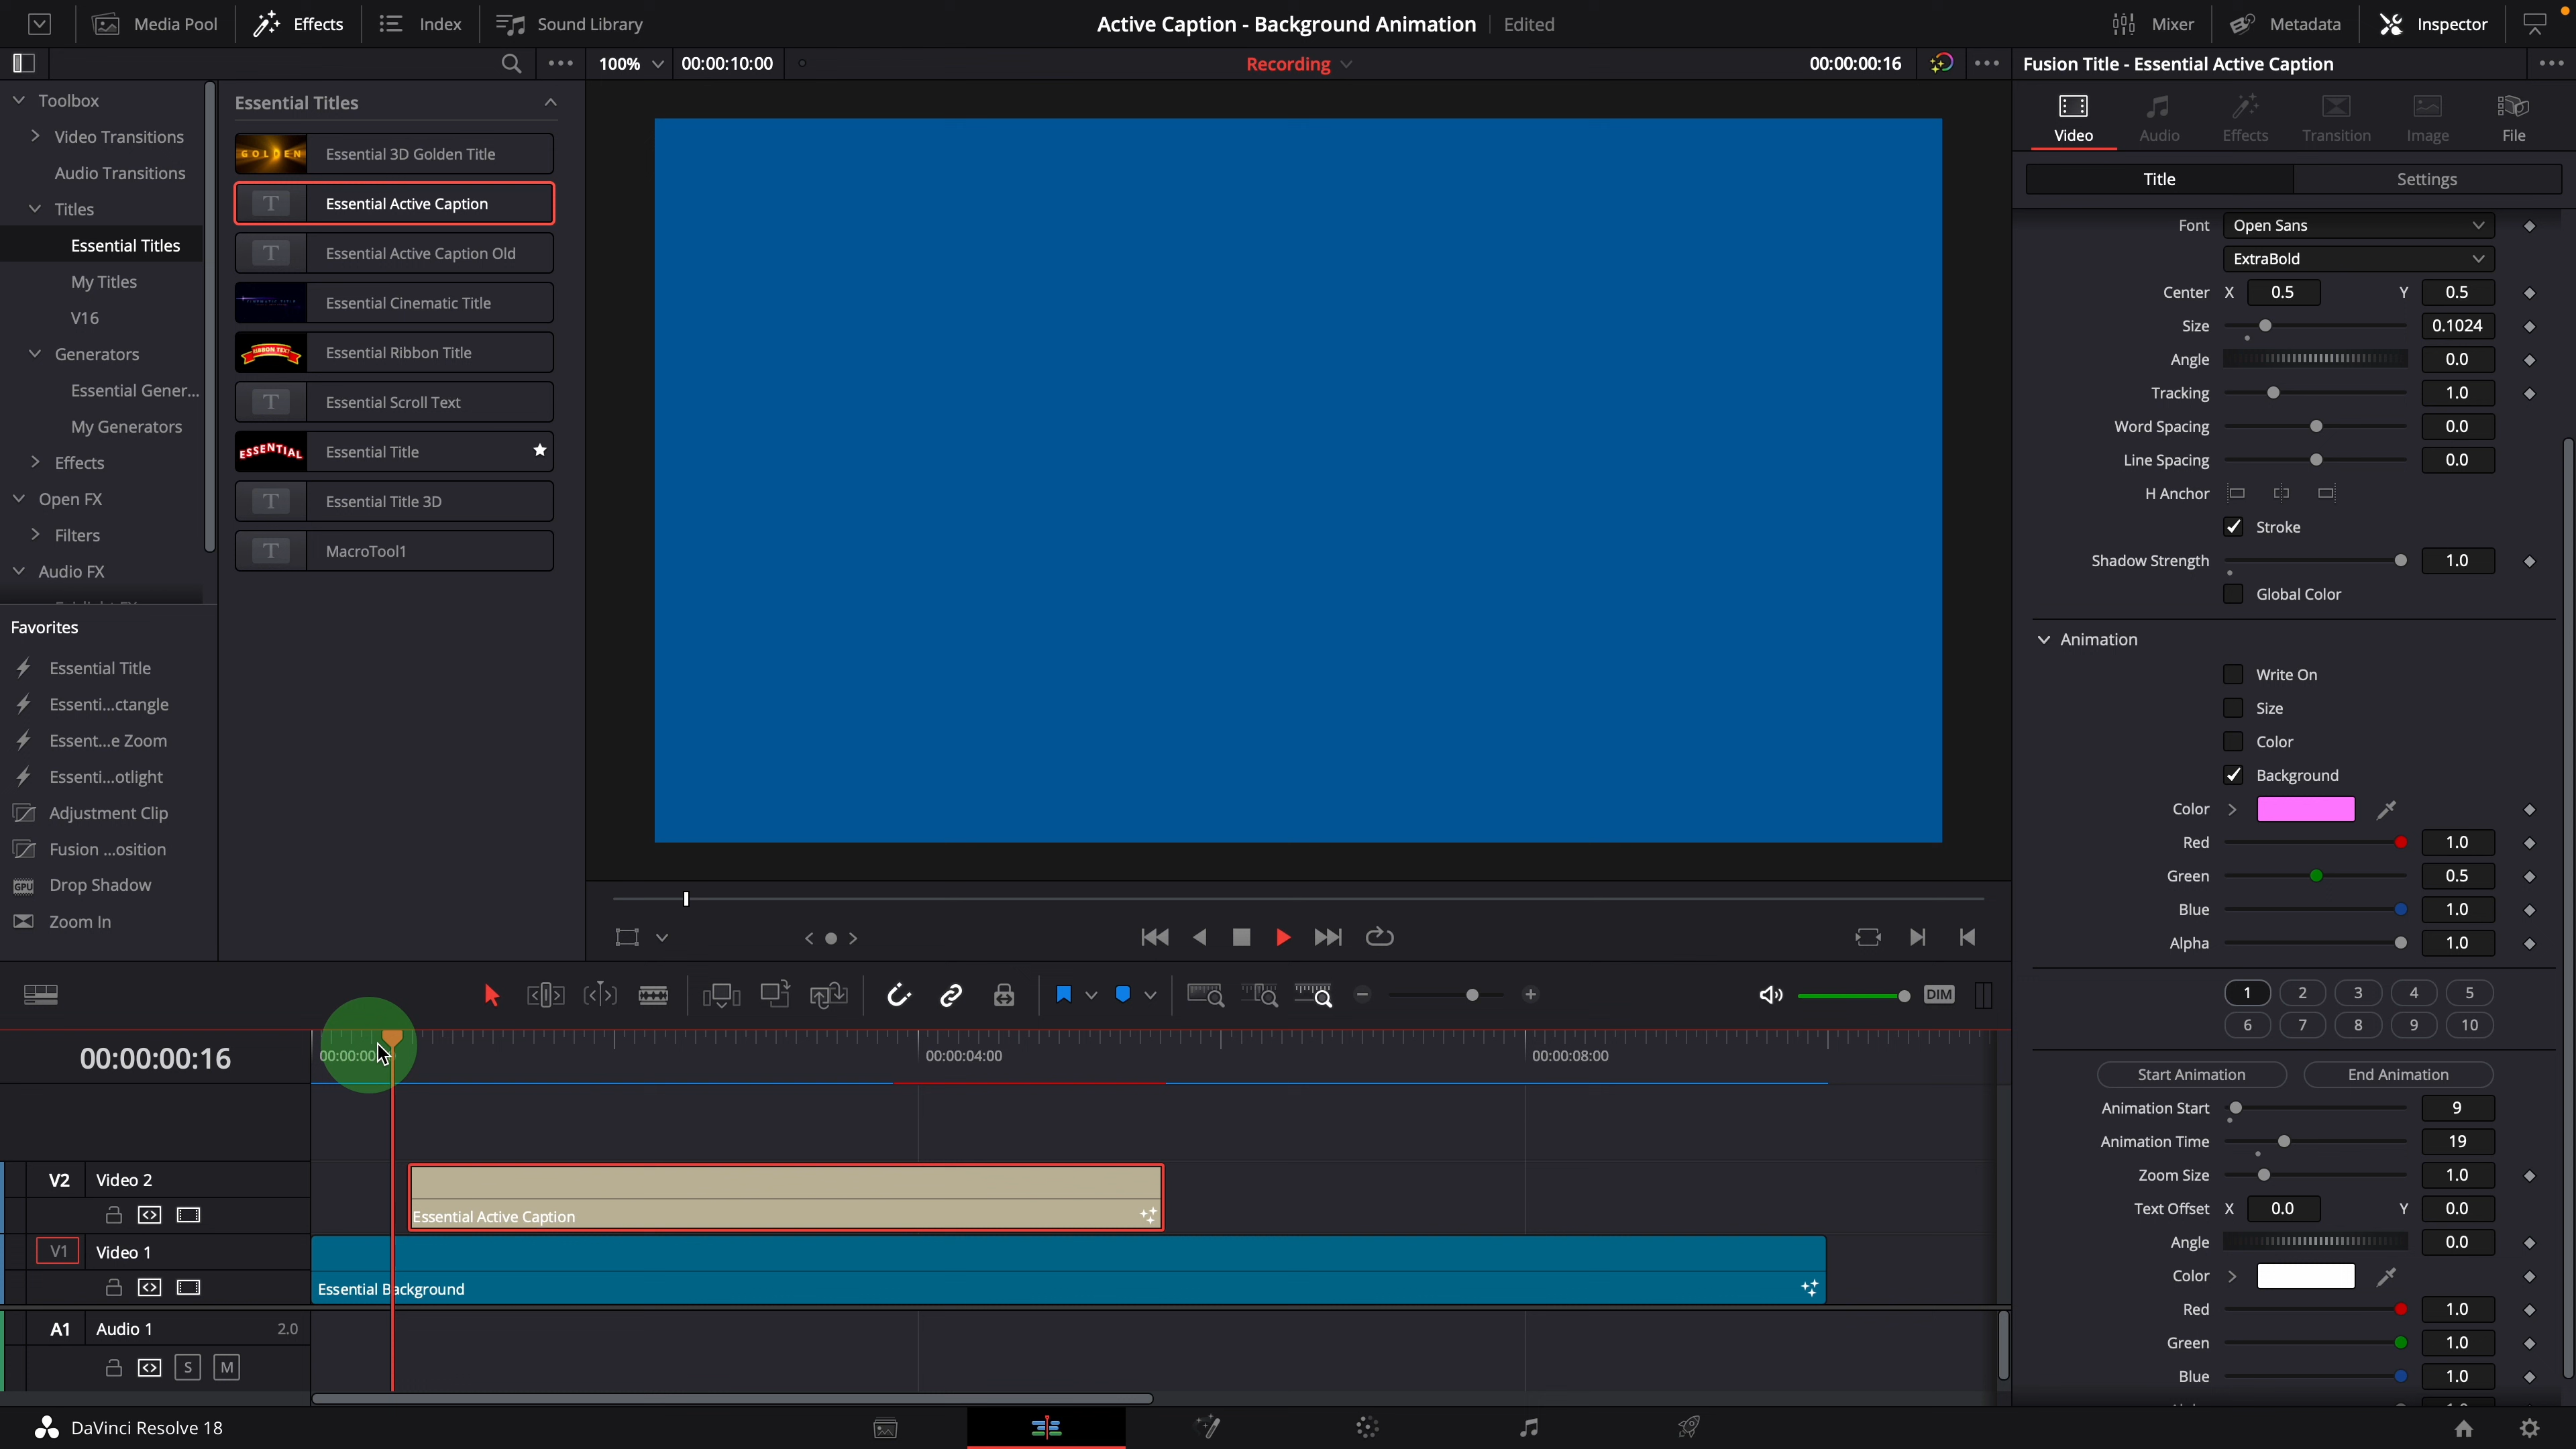 Media Pool
Effects
Index
Sound Library
Active Caption - Background Animation
Edited
Mixer
Metadata
Inspector
100%
00:00:10:00
Recording
00:00:00:16
Fusion Title - Essential Active Caption
Toolbox
Video Transitions
Audio Transitions
Titles
Essential Titles
My Titles
V16
Generators
Essential Gener...
My Generators
Effects
Open FX
Filters
Audio FX
Favorites
Essential Title
Essenti...ctangle
Essent...e Zoom
Essenti...otlight
Adjustment Clip
Fusion ...osition
GPU Drop Shadow
Zoom In
Essential Titles
GOLDEN Essential 3D Golden Title
T Essential Active Caption
T Essential Active Caption Old
Essential Cinematic Title
RIBBON TEXT Essential Ribbon Title
T Essential Scroll Text
ESSENTIAL Essential Title
T Essential Title 3D
T MacroTool1
Video
Audio
Effects
Transition
Image
File
Title
Settings
Font Open Sans
ExtraBold
Center X 0.5 Y 0.5
Size 0.1024
Angle 0.0
Tracking 1.0
Word Spacing 0.0
Line Spacing 0.0
H Anchor
Stroke
Shadow Strength 1.0
Global Color
Animation
Write On
Size
Color
Background
Color
Red 1.0
Green 0.5
Blue 1.0
Alpha 1.0
1 2 3 4 5
6 7 8 9 10
Start Animation End Animation
Animation Start 9
Animation Time 19
Zoom Size 1.0
Text Offset X 0.0 Y 0.0
Angle 0.0
Color
Red 1.0
Green 1.0
Blue 1.0
DIM
00:00:00:16
00:00:00
00:00:04:00
00:00:08:00
V2 Video 2
Essential Active Caption
V1 Video 1
Essential Background
A1 Audio 1 2.0
S M
DaVinci Resolve 18